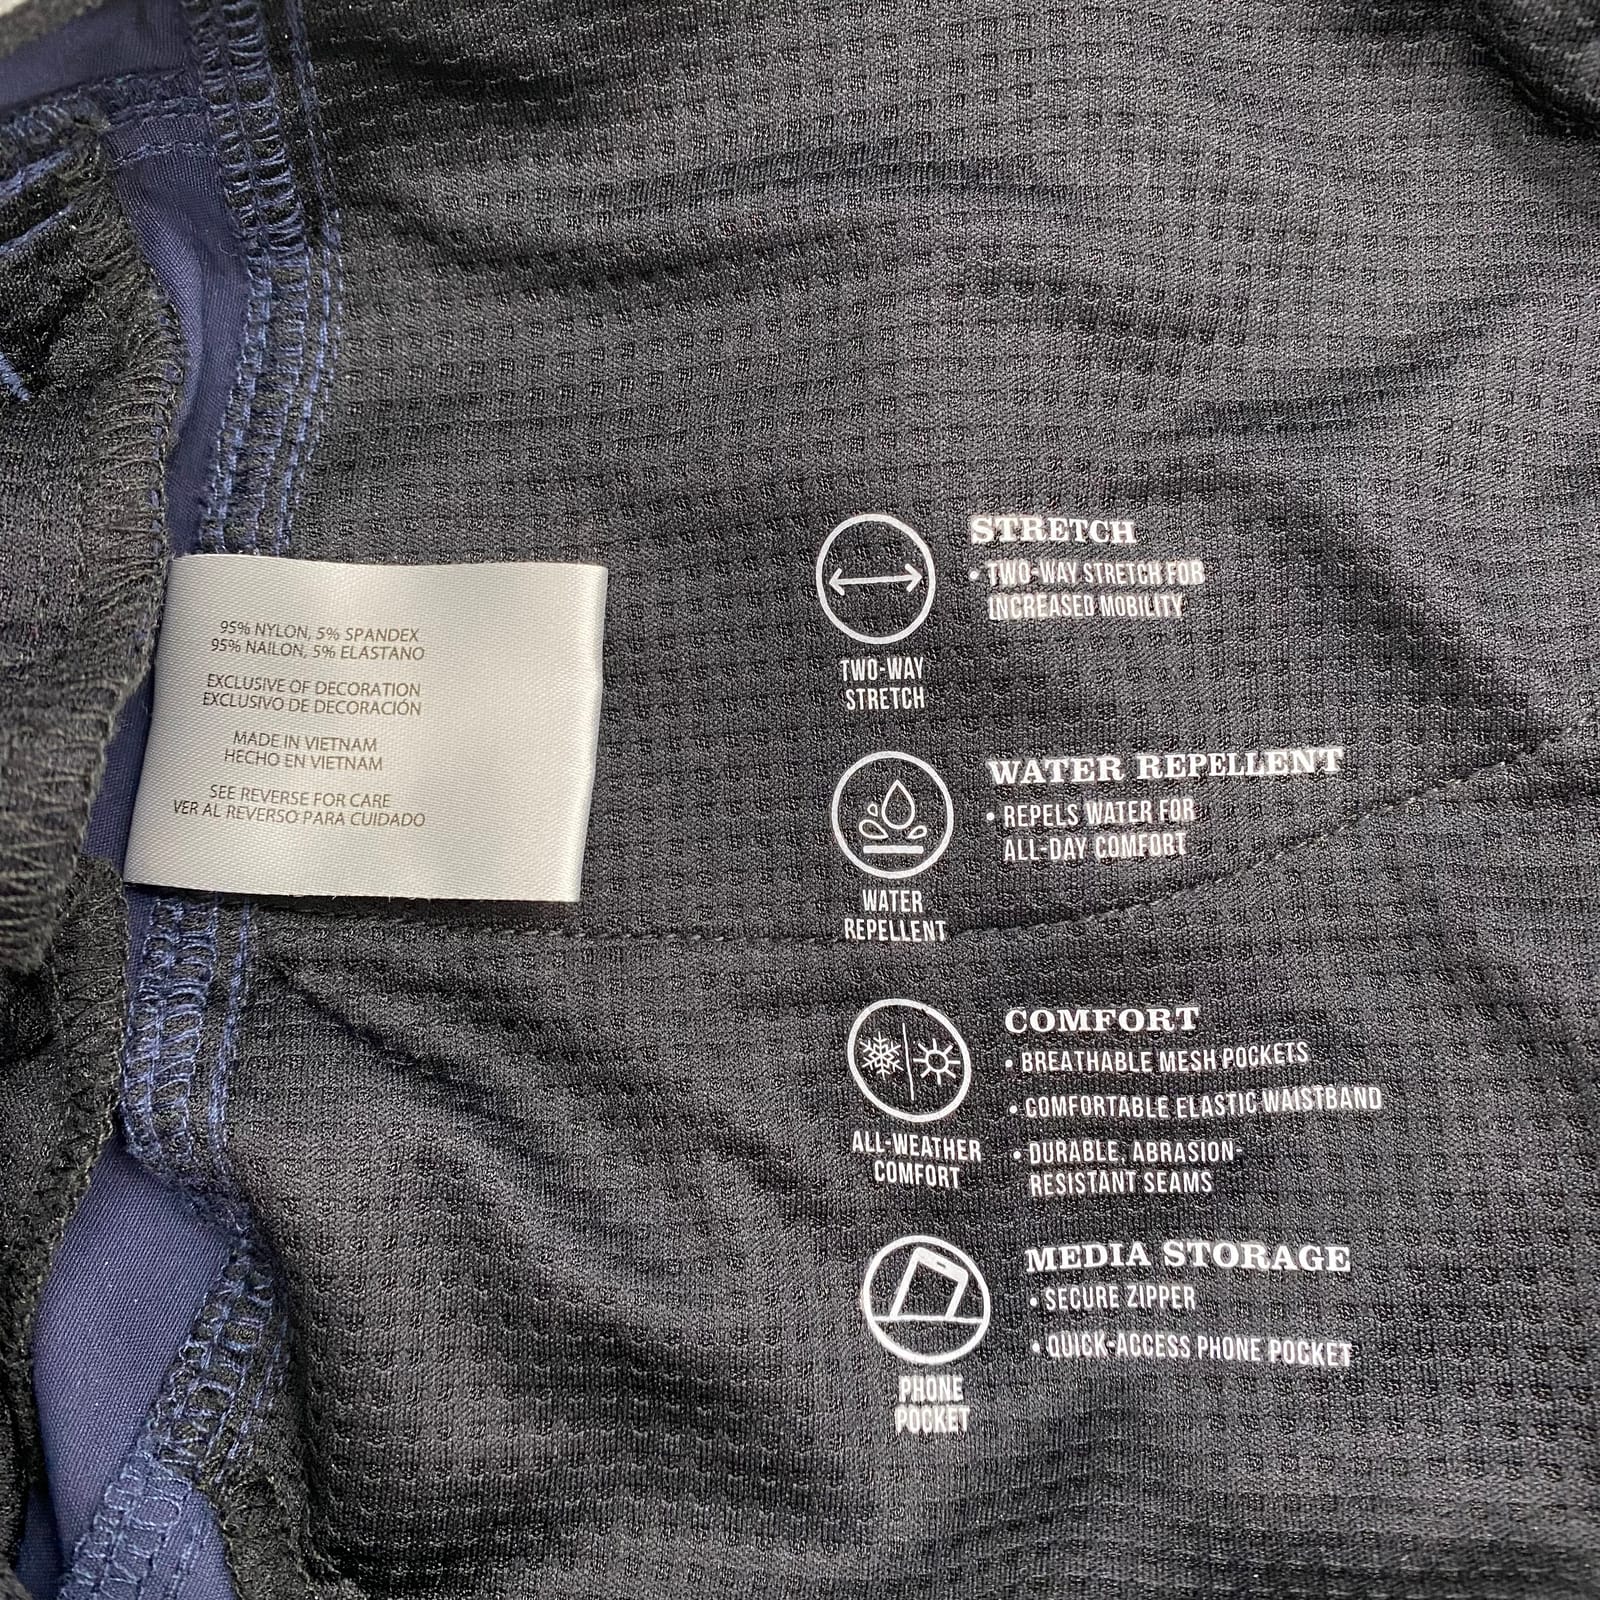 95% NYLON, 5% SPANDEX
95% NAILON, 5% ELASTANO
EXCLUSIVE OF DECORATION
EXCLUSIVO DE DECORACIÓN
MADE IN VIETNAM
HECHO EN VIETNAM
SEE REVERSE FOR CARE
VER AL REVERSO PARA CUIDADO
TWO-WAY
STRETCH
STRETCH
• TWO-WAY STRETCH FOR
INCREASED MOBILITY
WATER
REPELLENT
WATER REPELLENT
• REPELS WATER FOR
ALL-DAY COMFORT
ALL-WEATHER
COMFORT
COMFORT
• BREATHABLE MESH POCKETS
• COMFORTABLE ELASTIC WAISTBAND
• DURABLE, ABRASION-
RESISTANT SEAMS
PHONE
POCKET
MEDIA STORAGE
• SECURE ZIPPER
• QUICK-ACCESS PHONE POCKET